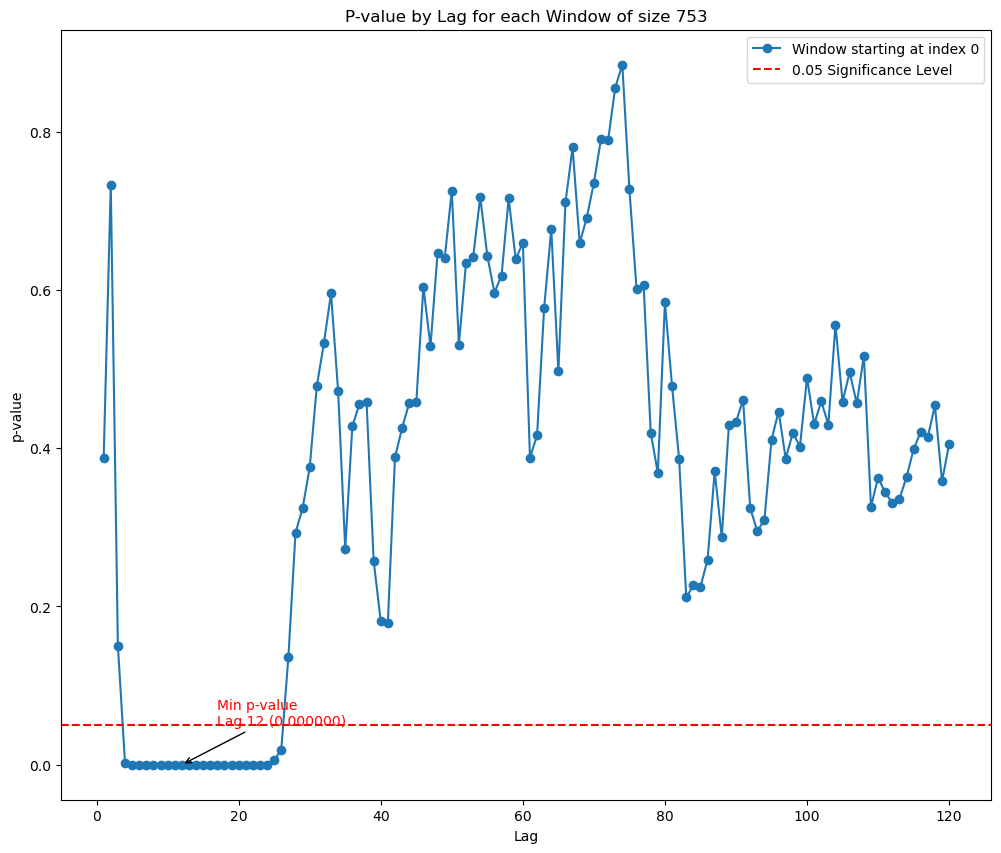 P-value by Lag for each Window of size 753
Window starting at index 0
0.05 Significance Level
p-value
0.8
0.6
0.4
0.2
0.0
Min p-value
Lag 12 (0.000000)
0
20
40
60
80
100
120
Lag